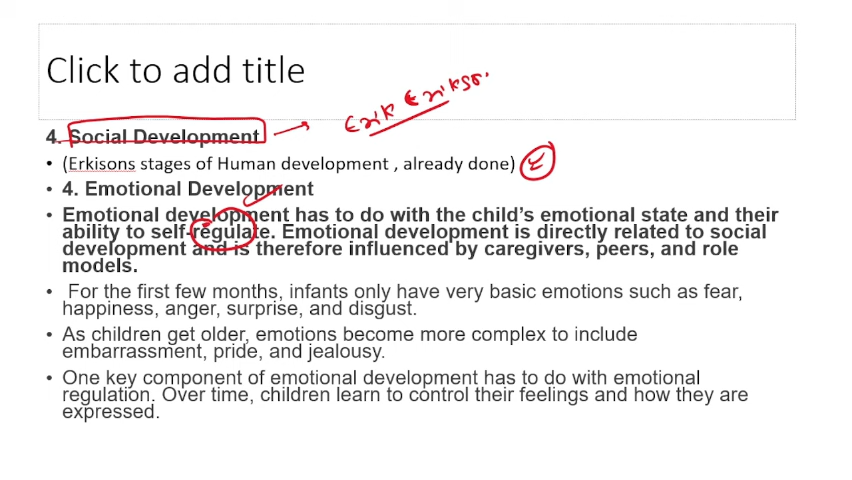 Click to add title
Erik Erikson.
4. Social Development
• (Erkisons stages of Human development , already done)
• 4. Emotional Development
• Emotional development has to do with the child's emotional state and their
ability to self-regulate. Emotional development is directly related to social
development and is therefore influenced by caregivers, peers, and role
models.
• For the first few months, infants only have very basic emotions such as fear,
happiness, anger, surprise, and disgust.
• As children get older, emotions become more complex to include
embarrassment, pride, and jealousy.
• One key component of emotional development has to do with emotional
regulation. Over time, children learn to control their feelings and how they are
expressed.